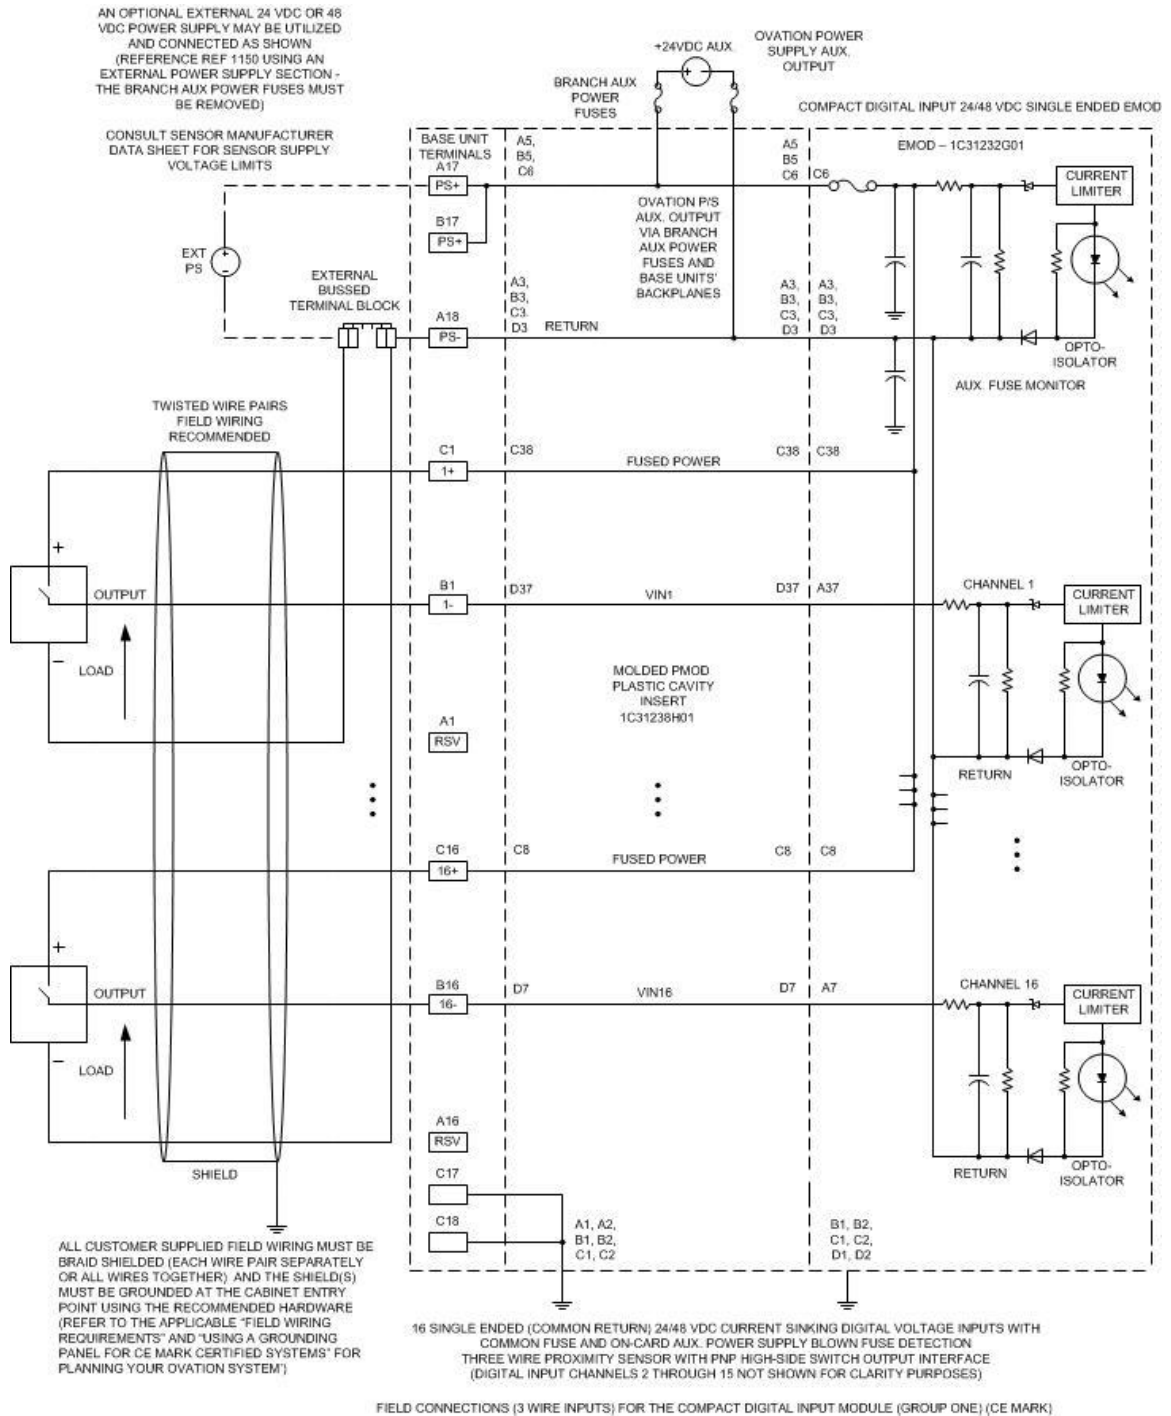 AN OPTIONAL EXTERNAL 24 VDC OR 48
VDC POWER SUPPLY MAY BE UTILIZED
AND CONNECTED AS SHOWN
(REFERENCE REF 1150 USING AN
EXTERNAL POWER SUPPLY SECTION -
THE BRANCH AUX POWER FUSES MUST
BE REMOVED)
CONSULT SENSOR MANUFACTURER
DATA SHEET FOR SENSOR SUPPLY
VOLTAGE LIMITS
+24VDC AUX.
OVATION POWER
SUPPLY AUX.
OUTPUT
BRANCH AUX
POWER
FUSES
COMPACT DIGITAL INPUT 24/48 VDC SINGLE ENDED EMOD
BASE UNIT
TERMINALS
A17
PS+
B17
PS+
A5,
B5,
C6
A5
B5
C6
C6
EMOD – 1C31232G01
CURRENT
LIMITER
OVATION P/S
AUX. OUTPUT
VIA BRANCH
AUX POWER
FUSES AND
BASE UNITS'
BACKPLANES
EXT
PS
+
-
EXTERNAL
BUSSED
TERMINAL BLOCK
A18
PS-
A3,
B3,
C3.
D3
RETURN
A3,
B3,
C3,
D3
A3,
B3,
C3,
D3
OPTO-
ISOLATOR
AUX. FUSE MONITOR
TWISTED WIRE PAIRS
FIELD WIRING
RECOMMENDED
C1
1+
C38
FUSED POWER
C38
C38
+
OUTPUT
–
LOAD
B1
1-
D37
VIN1
D37
A37
CHANNEL 1
CURRENT
LIMITER
MOLDED PMOD
PLASTIC CAVITY
INSERT
1C31238H01
A1
RSV
RETURN
OPTO-
ISOLATOR
C16
16+
C8
FUSED POWER
C8
C8
+
OUTPUT
–
LOAD
B16
16-
D7
VIN16
D7
A7
CHANNEL 16
CURRENT
LIMITER
A16
RSV
SHIELD
RETURN
OPTO-
ISOLATOR
C17
C18
A1, A2,
B1, B2,
C1, C2
B1, B2,
C1, C2,
D1, D2
ALL CUSTOMER SUPPLIED FIELD WIRING MUST BE
BRAID SHIELDED (EACH WIRE PAIR SEPARATELY
OR ALL WIRES TOGETHER) AND THE SHIELD(S)
MUST BE GROUNDED AT THE CABINET ENTRY
POINT USING THE RECOMMENDED HARDWARE
(REFER TO THE APPLICABLE "FIELD WIRING
REQUIREMENTS" AND "USING A GROUNDING
PANEL FOR CE MARK CERTIFIED SYSTEMS" FOR
PLANNING YOUR OVATION SYSTEM")
16 SINGLE ENDED (COMMON RETURN) 24/48 VDC CURRENT SINKING DIGITAL VOLTAGE INPUTS WITH
COMMON FUSE AND ON-CARD AUX. POWER SUPPLY BLOWN FUSE DETECTION
THREE WIRE PROXIMITY SENSOR WITH PNP HIGH-SIDE SWITCH OUTPUT INTERFACE
(DIGITAL INPUT CHANNELS 2 THROUGH 15 NOT SHOWN FOR CLARITY PURPOSES)
FIELD CONNECTIONS (3 WIRE INPUTS) FOR THE COMPACT DIGITAL INPUT MODULE (GROUP ONE) (CE MARK)